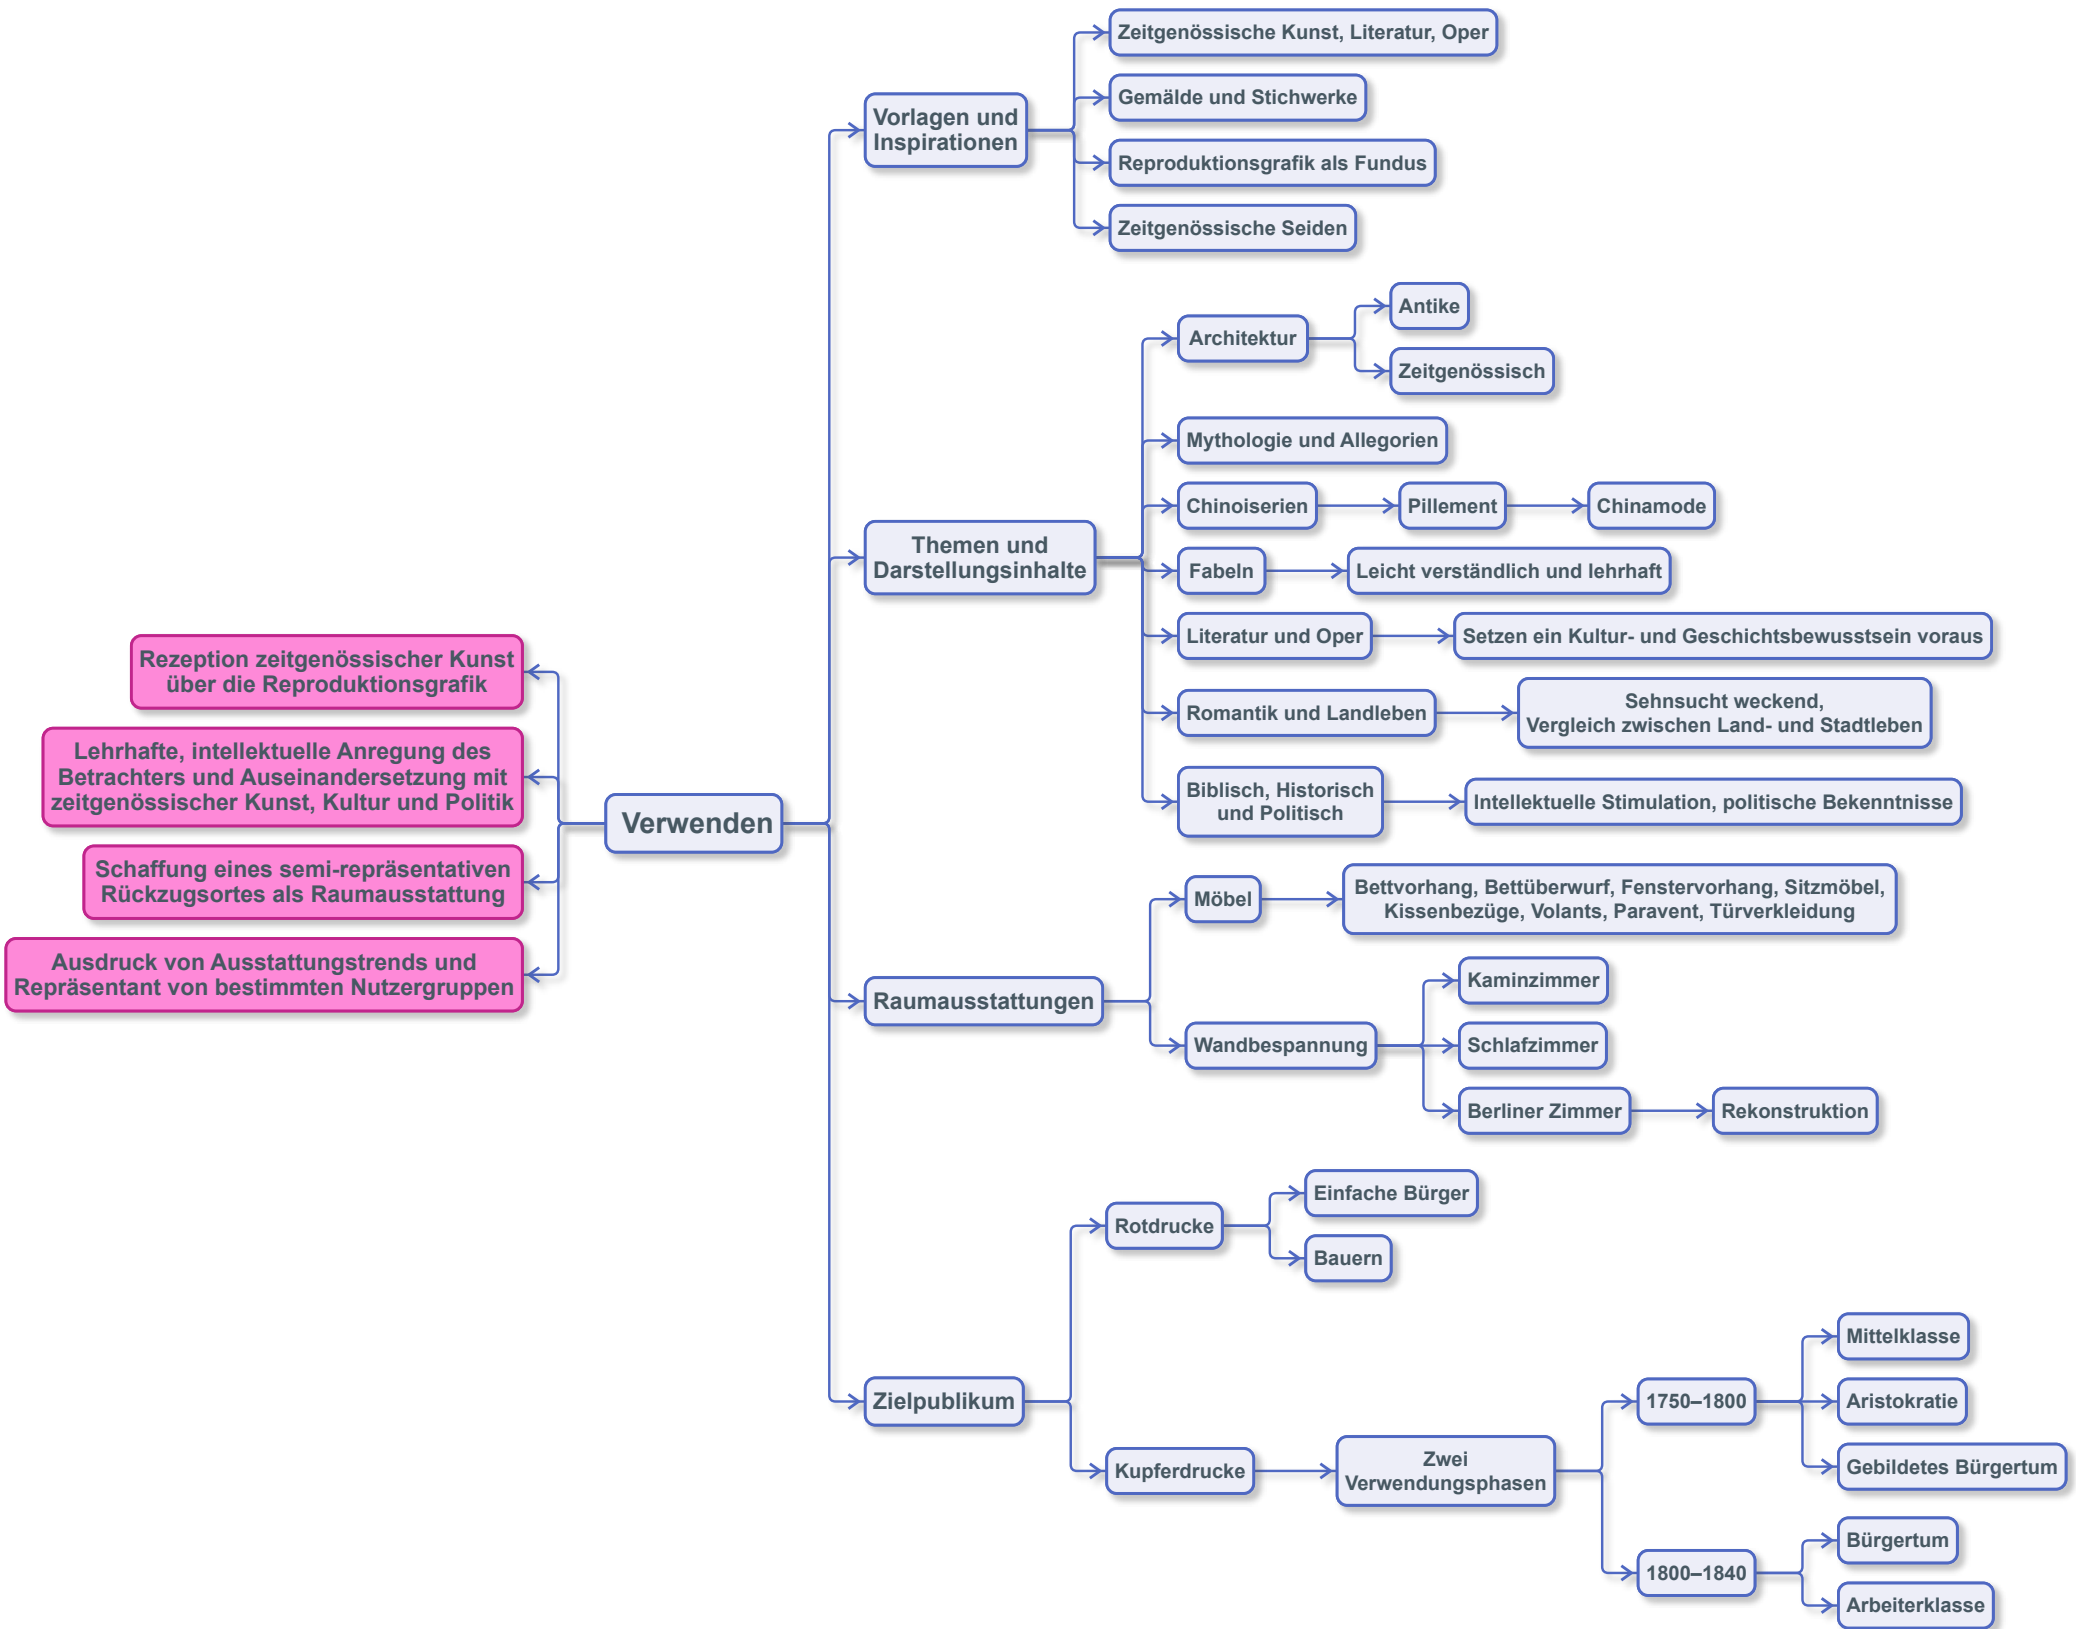 Zeitgenössische Kunst, Literatur, Oper
Gemälde und Stichwerke
Vorlagen und
Inspirationen
Reproduktionsgrafik als Fundus
Zeitgenössische Seiden
Antike
Architektur
Zeitgenössisch
Mythologie und Allegorien
Chinoiserien
Pillement
Chinamode
Themen und
Darstellungsinhalte
Fabeln
Leicht verständlich und lehrhaft
Literatur und Oper
Setzen ein Kultur- und Geschichtsbewusstsein voraus
Romantik und Landleben
Sehnsucht weckend,
Vergleich zwischen Land- und Stadtleben
Biblisch, Historisch
und Politisch
Intellektuelle Stimulation, politische Bekenntnisse
Rezeption zeitgenössischer Kunst
über die Reproduktionsgrafik
Lehrhafte, intellektuelle Anregung des
Betrachters und Auseinandersetzung mit
zeitgenössischer Kunst, Kultur und Politik
Verwenden
Schaffung eines semi-repräsentativen
Rückzugsortes als Raumausstattung
Ausdruck von Ausstattungstrends und
Repräsentant von bestimmten Nutzergruppen
Möbel
Bettvorhang, Bettüberwurf, Fenstervorhang, Sitzmöbel,
Kissenbezüge, Volants, Paravent, Türverkleidung
Raumausstattungen
Kaminzimmer
Wandbespannung
Schlafzimmer
Berliner Zimmer
Rekonstruktion
Einfache Bürger
Rotdrucke
Bauern
Zielpublikum
Kupferdrucke
Zwei
Verwendungsphasen
Mittelklasse
1750–1800
Aristokratie
Gebildetes Bürgertum
Bürgertum
1800–1840
Arbeiterklasse